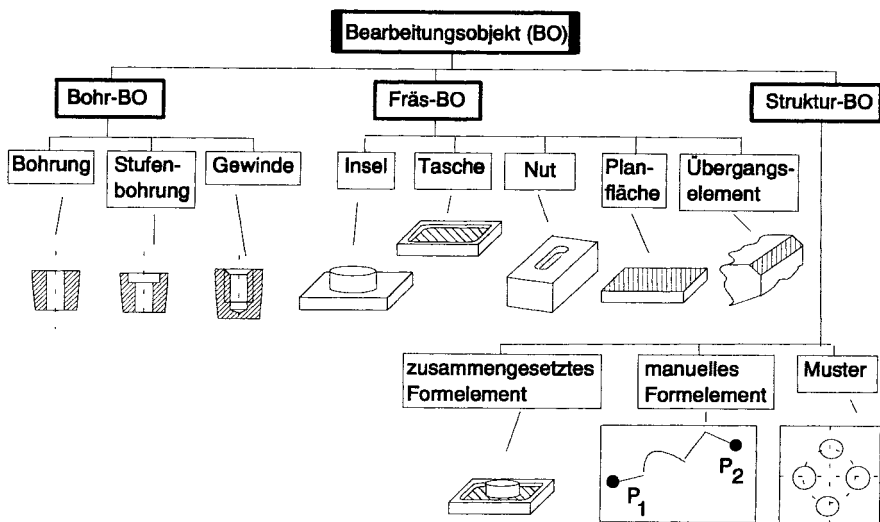 Bearbeitungsobjekt (BO)
Bohr-BO
Fräs-BO
Struktur-BO
Bohrung
Stufen-
bohrung
Gewinde
Insel
Tasche
Nut
Plan-
fläche
Übergangs-
element
zusammengesetztes
Formelement
manuelles
Formelement
Muster
P1
P2